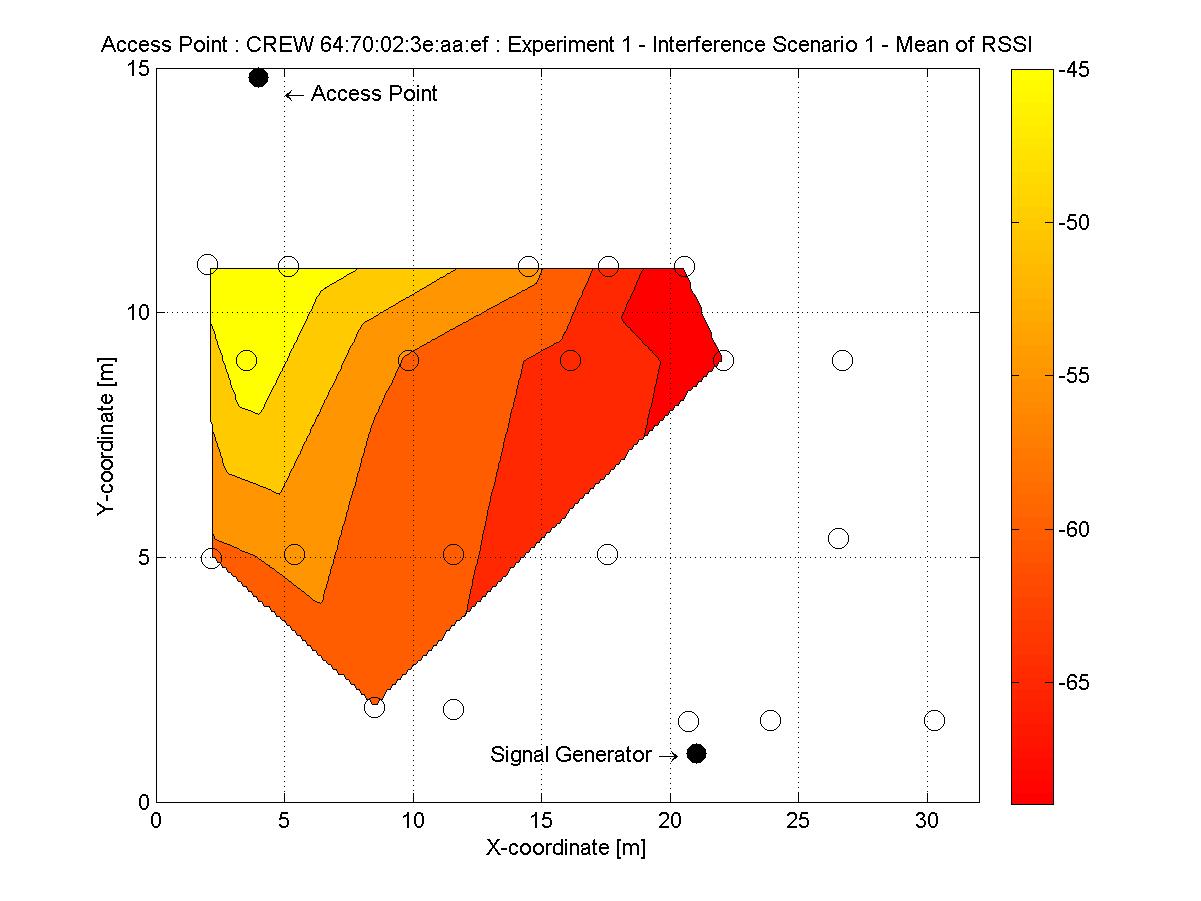 Access Point : CREW 64:70:02:3e:aa:ef : Experiment 1 - Interference Scenario 1 - Mean of RSSI
15
10
5
0
Y-coordinate [m]
← Access Point
Signal Generator →
0 5 10 15 20 25 30
X-coordinate [m]
-45
-50
-55
-60
-65